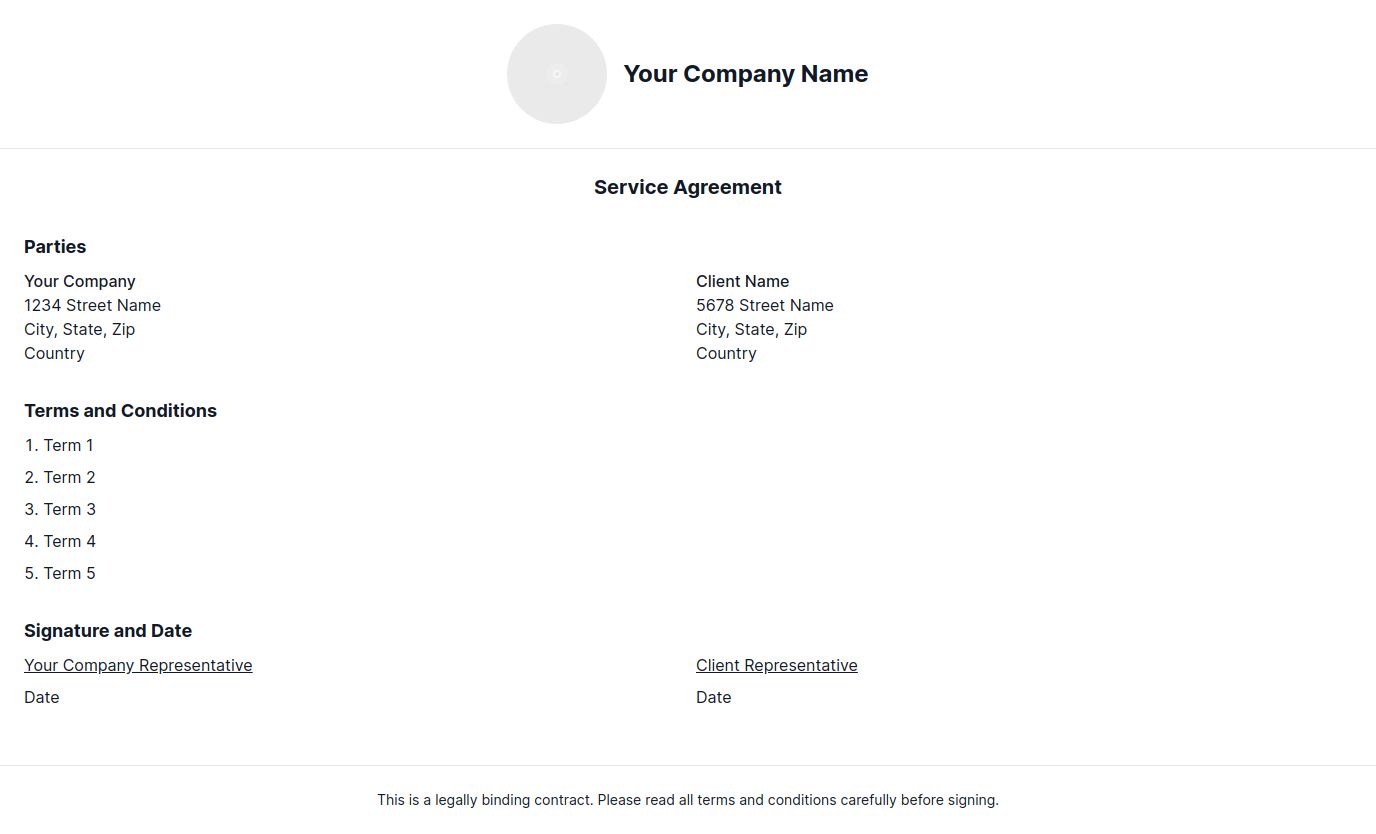 Your Company Name
Service Agreement
Parties
Your Company
1234 Street Name
City, State, Zip
Country
Client Name
5678 Street Name
City, State, Zip
Country
Terms and Conditions
1. Term 1
2. Term 2
3. Term 3
4. Term 4
5. Term 5
Signature and Date
Your Company Representative
Date
Client Representative
Date
This is a legally binding contract. Please read all terms and conditions carefully before signing.